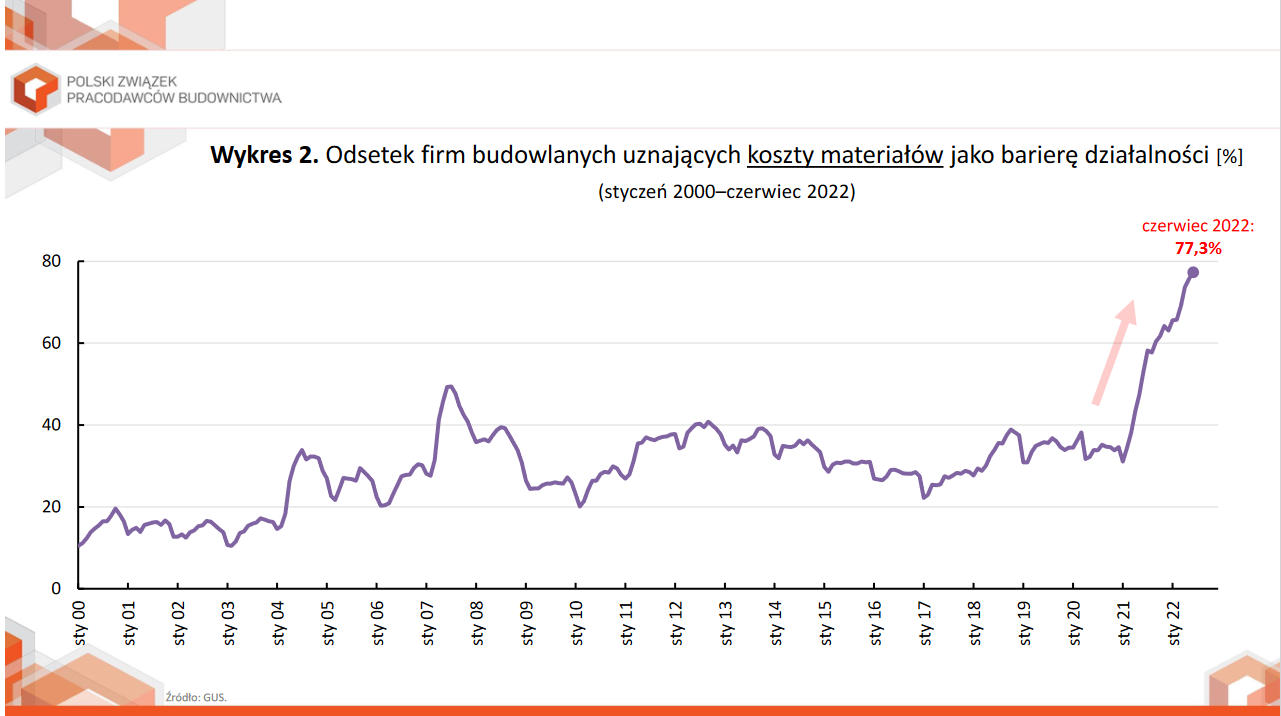 POLSKI ZWIĄZEK
PRACODAWCÓW BUDOWNICTWA
Wykres 2. Odsetek firm budowlanych uznających koszty materiałów jako barierę działalności [%]
(styczeń 2000–czerwiec 2022)
czerwiec 2022:
77,3%
80
60
40
20
0
sty 00
sty 01
sty 02
sty 03
sty 04
sty 05
sty 06
sty 07
sty 08
sty 09
sty 10
sty 11
sty 12
sty 13
sty 14
sty 15
sty 16
sty 17
sty 18
sty 19
sty 20
sty 21
sty 22
Źródło: GUS.